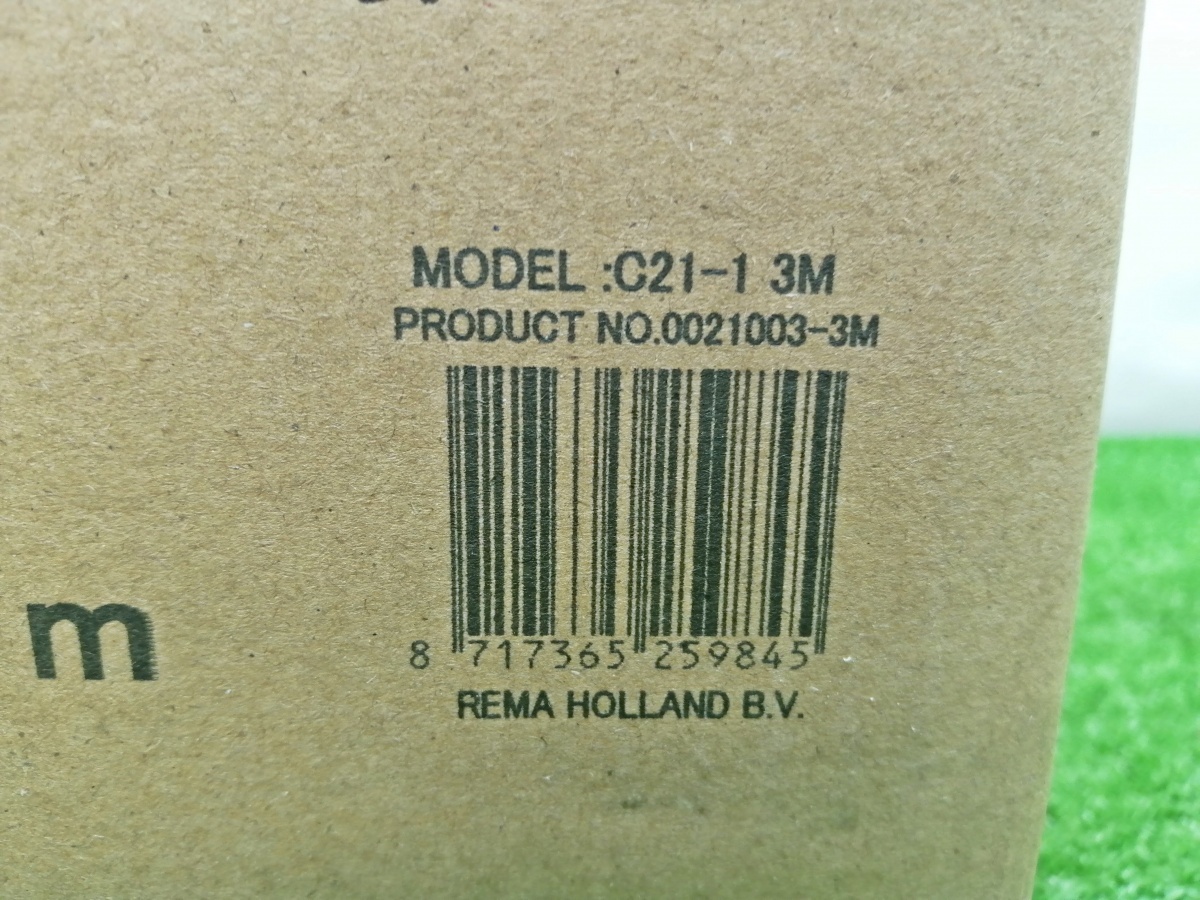 MODEL :C21-1 3M
PRODUCT NO.0021003-3M
8 717365 259845
REMA HOLLAND B.V.
m